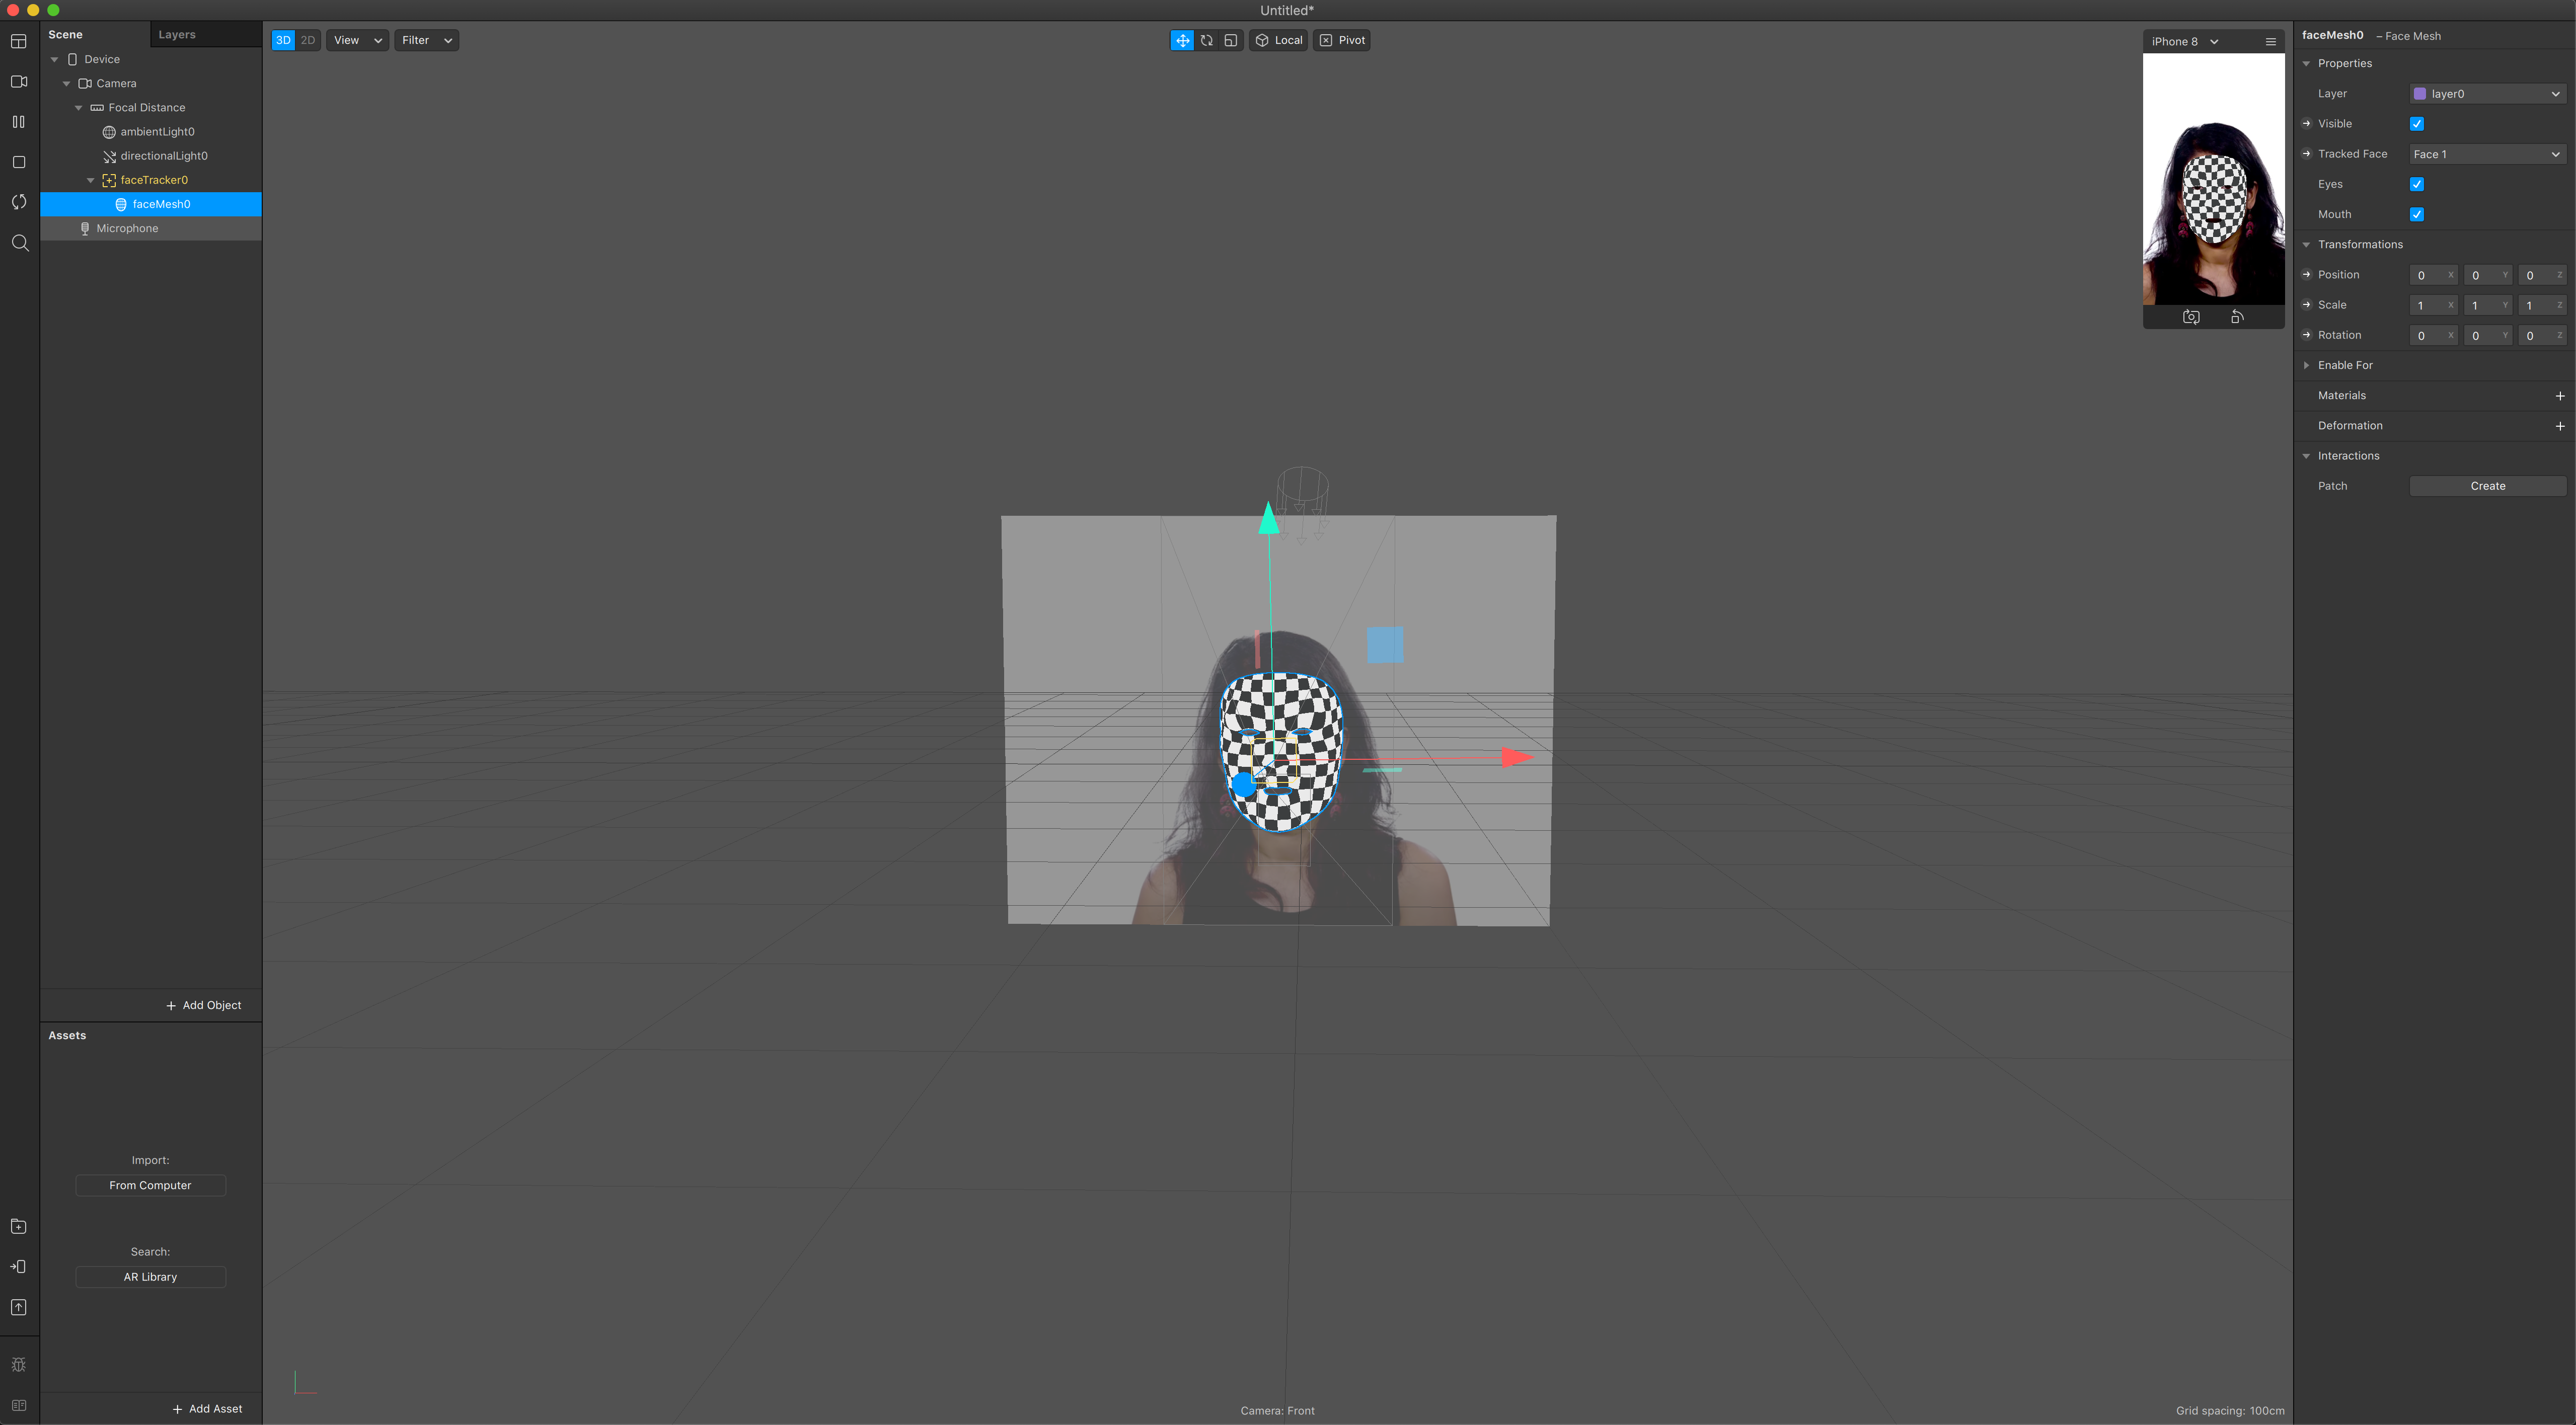 Untitled*
Scene
Layers
Device
Camera
Focal Distance
ambientLight0
directionalLight0
faceTracker0
faceMesh0
Microphone
+ Add Object
Assets
Import:
From Computer
Search:
AR Library
+ Add Asset
3D 2D View Filter
Local Pivot
iPhone 8
Camera: Front
Grid spacing: 100cm
faceMesh0 – Face Mesh
Properties
Layer layer0
Visible
Tracked Face Face 1
Eyes
Mouth
Transformations
Position 0 X 0 Y 0 Z
Scale 1 X 1 Y 1 Z
Rotation 0 X 0 Y 0 Z
Enable For
Materials +
Deformation +
Interactions
Patch Create